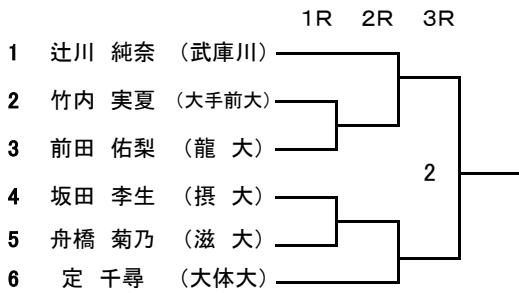 1R 2R 3R
1 辻川 純奈 (武庫川)
2 竹内 実夏 (大手前大)
3 前田 佑梨 (龍 大)
2
4 坂田 李生 (摂 大)
5 舟橋 菊乃 (滋 大)
6 定 千尋 (大体大)